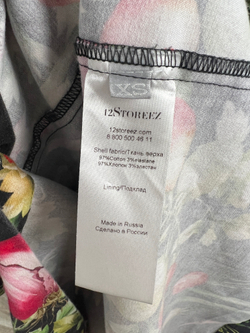 XS
12STOREEZ
12storeez.com
8 800 500 46 11
Shell fabric/Ткань верха
97%Cotton 3%elastane
97%Хлопок 3%эластан
Lining/Подклад
Made in Russia
Сделано в России